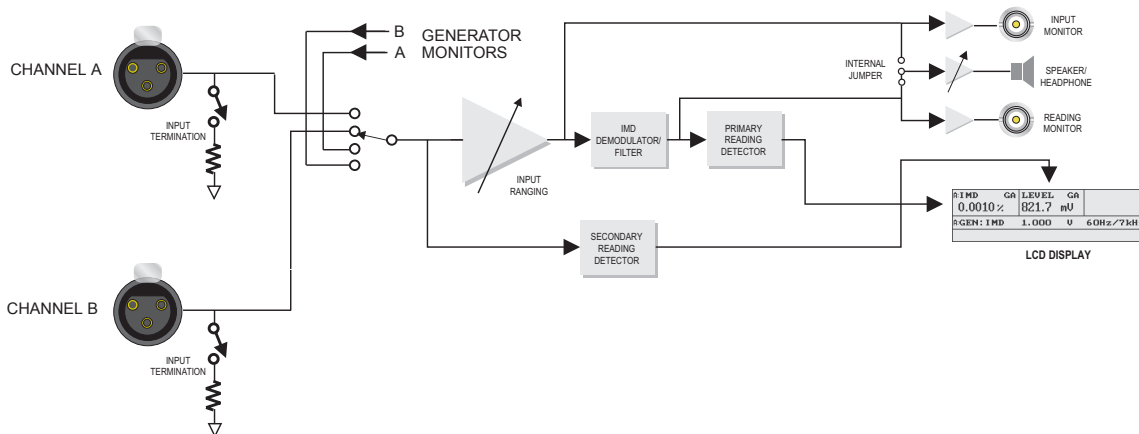 B GENERATOR
A MONITORS
CHANNEL A
INPUT
TERMINATION
INPUT
RANGING
IMD
DEMODULATOR/
FILTER
PRIMARY
READING
DETECTOR
INTERNAL
JUMPER
INPUT
MONITOR
SPEAKER/
HEADPHONE
READING
MONITOR
SECONDARY
READING
DETECTOR
A:IMD GA LEVEL GA
0.0010% 821.7 mV
AGEN:IMD 1.000 V 60Hz/7kH
LCD DISPLAY
CHANNEL B
INPUT
TERMINATION